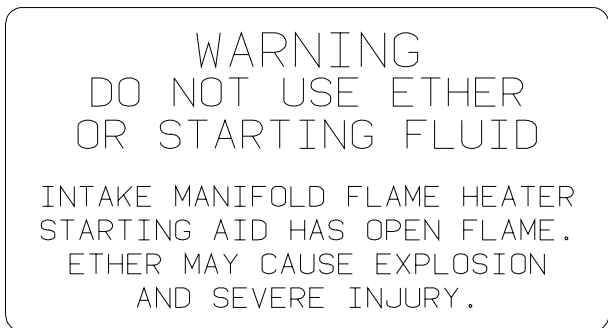 WARNING
DO NOT USE ETHER
OR STARTING FLUID
INTAKE MANIFOLD FLAME HEATER
STARTING AID HAS OPEN FLAME.
ETHER MAY CAUSE EXPLOSION
AND SEVERE INJURY.